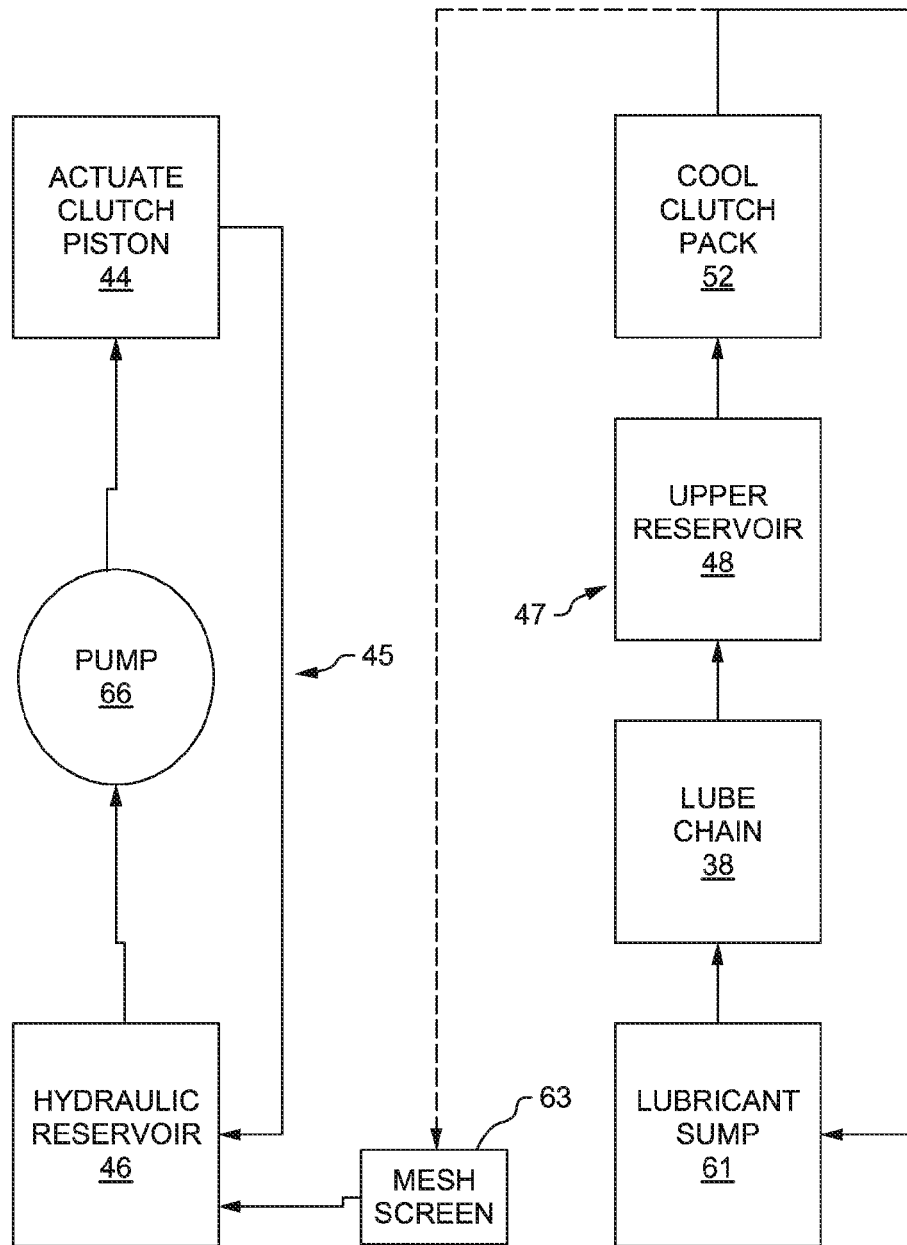 ACTUATE
CLUTCH
PISTON
44
COOL
CLUTCH
PACK
52
UPPER
RESERVOIR
48
47
45
PUMP
66
LUBE
CHAIN
38
HYDRAULIC
RESERVOIR
46
63
MESH
SCREEN
LUBRICANT
SUMP
61